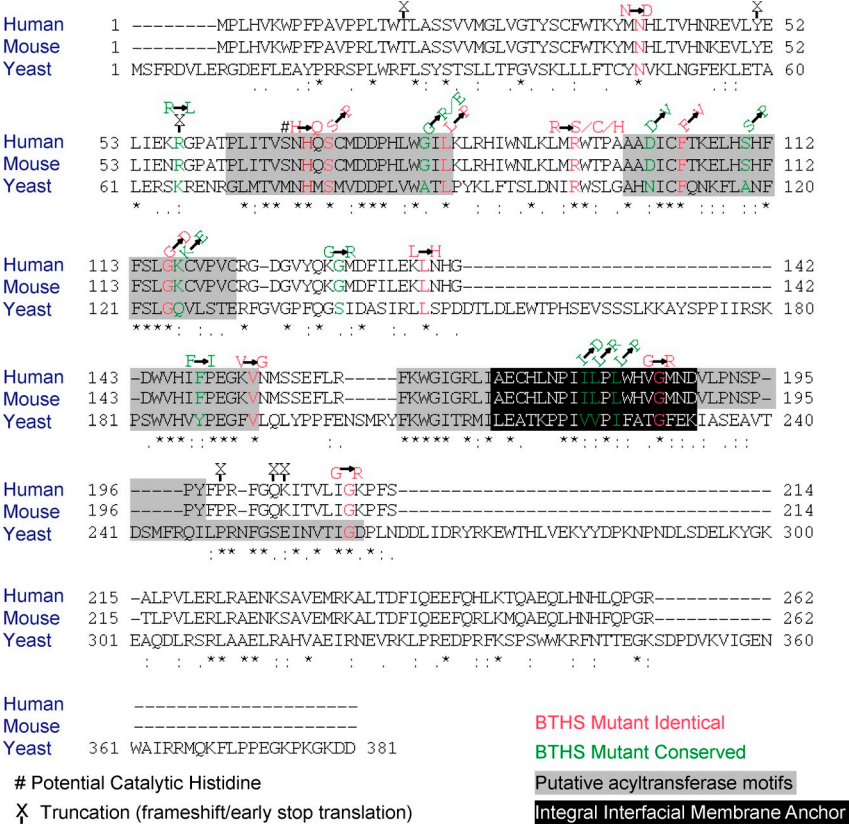 X X
N→D
Human 1 --------MPLHVKWPFPAVPPLTWTLASSVVMGLVGTYSCFWTKYMNHLTVHNREVLYE 52
Mouse 1 --------MPLHVKWPFPAVPPLTWTLASSVVMGLVGTYSCFWTKYMNHLTVHNKEVLYE 52
Yeast 1 MSFRDVLERGDEFLEAYPRRSPLWRFLSYSTSLLTFGVSKLLLFTCYNVKLNGFEKLETA 60
R→L
X #H→Q S→P G→R/E L→P R→S/C/H D→V F→V S→P
Human 53 LIEKRGPATPLITVSNHQSCMDDPHLWGILKLRHIWNLKLMRWTPAAADICFTKELHSHF 112
Mouse 53 LIENRGPATPLITVSNHQSCMDDPHLWGILKLRHIWNLKLMRWTPAAADICFTKELHSHF 112
Yeast 61 LERSKRENRGLMTVMNHMSMVDDPLVWATLPYKLFTSLDNIRWSLGAHNICFQNKFLANF 120
G→D K→E G→R L→H
Human 113 FSLGKCVPVCRG-DGVYQKGMDFILEKLNHG----------------------------- 142
Mouse 113 FSLGKCVPVCRG-DGVYQKGMDFILEKLNHG----------------------------- 142
Yeast 121 FSLGQVLSTERFGVGPFQGSIDASIRLLSPDDTLDLEWTPHSEVSSSLKKAYSPPIIRSK 180
F→I V→G I→D L→R L→P G→R
Human 143 -DWVHIFPEGKVNMSSEFLR-----FKWGIGRLIAECHLNPIILPLWHVGMNDVLPNSP- 195
Mouse 143 -DWVHIFPEGKVNMSSEFLR-----FKWGIGRLIAECHLNPIILPLWHVGMNDVLPNSP- 195
Yeast 181 PSWVHVYPEGFVLQLYPPFENSMRYFKWGITRMILEATKPPIVVPIFATGFEKIASEAVT 240
X XX G→R
Human 196 -----PYFPR-FGQKITVLIGKPFS----------------------------------- 214
Mouse 196 -----PYFPR-FGQKITVLIGKPFS----------------------------------- 214
Yeast 241 DSMFRQILPRNFGSEINVTIGDPLNDDLIDRYRKEWTHLVEKYYDPKNPNDLSDELKYGK 300
Human 215 -ALPVLERLRAENKSAVEMRKALTDFIQEEFQHLKTQAEQLHNHLQPGR----------- 262
Mouse 215 -TLPVLERLRAENKSAVEMRKALTDFIQEEFQRLKMQAEQLHNHFQPGR----------- 262
Yeast 301 EAQDLRSRLAAELRAHVAEIRNEVRKLPREDPRFKSPSWWKRFNTTEGKSDPDVKVIGEN 360
Human ---------------------
Mouse ---------------------
Yeast 361 WAIRRMQKFLPPEGKPKGKDD 381
BTHS Mutant Identical
BTHS Mutant Conserved
# Potential Catalytic Histidine
Putative acyltransferase motifs
X Truncation (frameshift/early stop translation)
Integral Interfacial Membrane Anchor